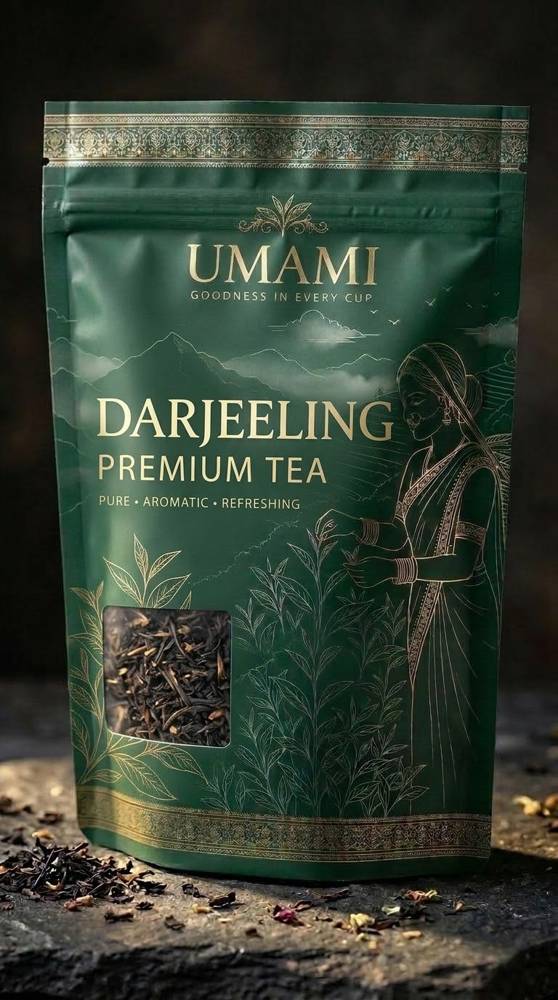 UMAMI
GOODNESS IN EVERY CUP
DARJEELING
PREMIUM TEA
PURE • AROMATIC • REFRESHING